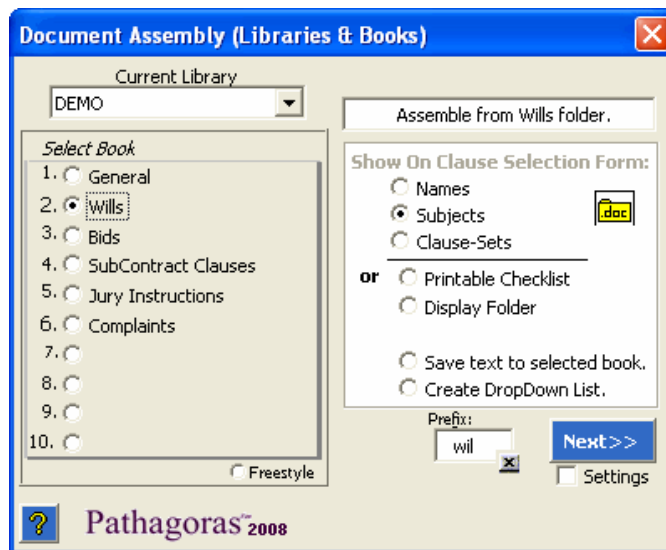 Document Assembly (Libraries & Books)
Current Library
DEMO
Assemble from Wills folder.
Select Book
1. General
2. Wills
3. Bids
4. SubContract Clauses
5. Jury Instructions
6. Complaints
7.
8.
9.
10.
Freestyle
Show On Clause Selection Form:
Names
Subjects
.doc
Clause-Sets
or Printable Checklist
Display Folder
Save text to selected book.
Create DropDown List.
Prefix:
wil
x
Next>>
Settings
?
Pathagoras™ 2008